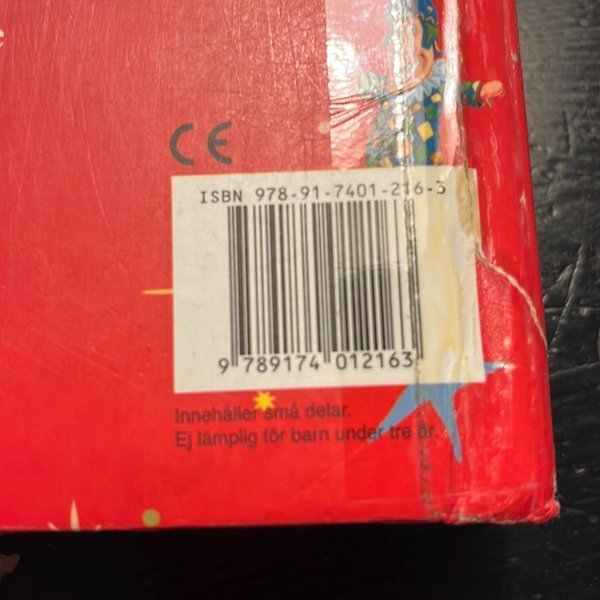 CE
ISBN 978-91-7401-216-3
9 789174 012163
Innehåller små delar.
Ej lämplig för barn under tre år.